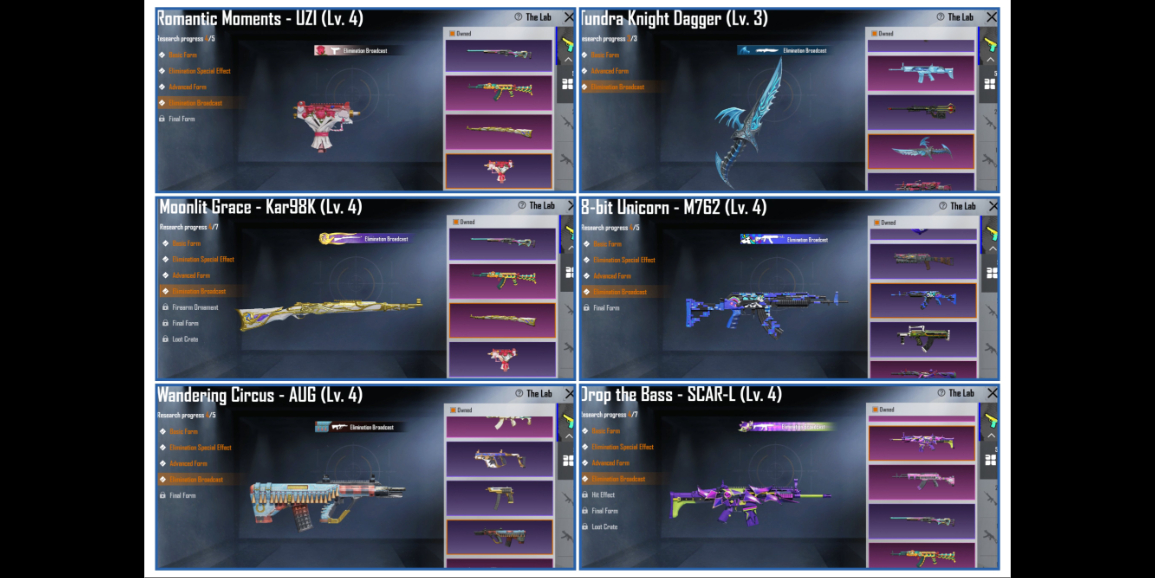 Romantic Moments - UZI (Lv. 4)
The Lab
Research progress /5
Owned
Elimination Broadcast
Basic Form
Elimination Special Effect
Advanced Form
Elimination Broadcast
Final Form
Tundra Knight Dagger (Lv. 3)
The Lab
Research progress /3
Owned
Elimination Broadcast
Basic Form
Advanced Form
Elimination Broadcast
Moonlit Grace - Kar98K (Lv. 4)
The Lab
Research progress /7
Owned
Elimination Broadcast
Basic Form
Elimination Special Effect
Advanced Form
Elimination Broadcast
Firearm Ornament
Final Form
Loot Crate
8-bit Unicorn - M762 (Lv. 4)
The Lab
Research progress /5
Owned
Elimination Broadcast
Basic Form
Elimination Special Effect
Advanced Form
Elimination Broadcast
Final Form
Wandering Circus - AUG (Lv. 4)
The Lab
Research progress /5
Owned
Elimination Broadcast
Basic Form
Elimination Special Effect
Advanced Form
Elimination Broadcast
Final Form
Drop the Bass - SCAR-L (Lv. 4)
The Lab
Research progress /7
Owned
Basic Form
Elimination Special Effect
Advanced Form
Elimination Broadcast
Hit Effect
Final Form
Loot Crate